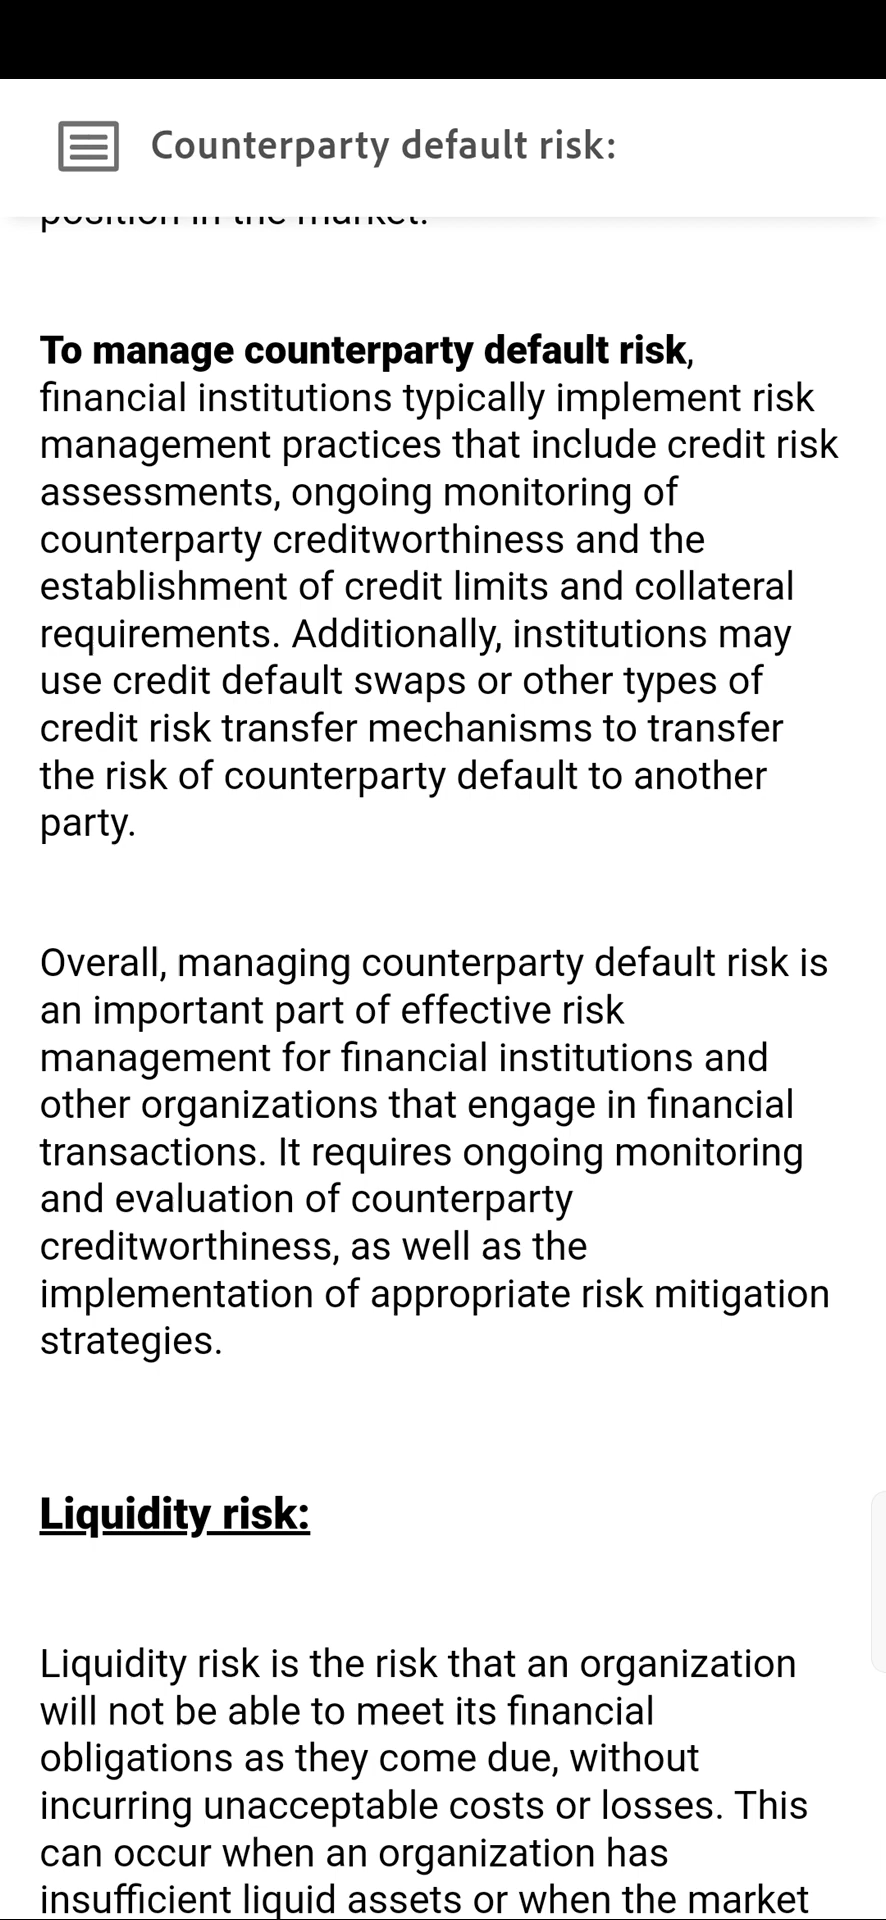 Counterparty default risk:
position in the market.
To manage counterparty default risk,
financial institutions typically implement risk
management practices that include credit risk
assessments, ongoing monitoring of
counterparty creditworthiness and the
establishment of credit limits and collateral
requirements. Additionally, institutions may
use credit default swaps or other types of
credit risk transfer mechanisms to transfer
the risk of counterparty default to another
party.
Overall, managing counterparty default risk is
an important part of effective risk
management for financial institutions and
other organizations that engage in financial
transactions. It requires ongoing monitoring
and evaluation of counterparty
creditworthiness, as well as the
implementation of appropriate risk mitigation
strategies.
Liquidity risk:
Liquidity risk is the risk that an organization
will not be able to meet its financial
obligations as they come due, without
incurring unacceptable costs or losses. This
can occur when an organization has
insufficient liquid assets or when the market